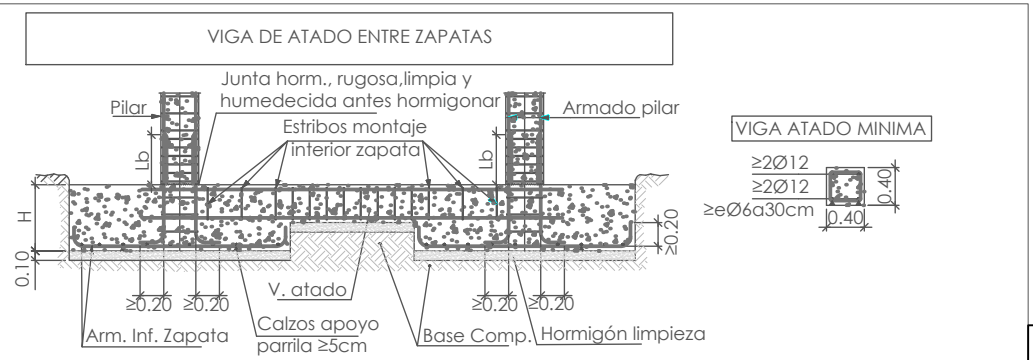 VIGA DE ATADO ENTRE ZAPATAS
Junta horm., rugosa,limpia y
humedecida antes hormigonar
Pilar
Armado pilar
Estribos montaje
interior zapata
Lb
Lb
H
0.10
≥0.20
≥0.20
≥0.20
≥0.20
≥0.20
V. atado
Arm. Inf. Zapata
Calzos apoyo
parrila ≥5cm
Base Comp.
Hormigón limpieza
VIGA ATADO MINIMA
≥2Ø12
≥2Ø12
≥eØ6a30cm
0.40
0.40